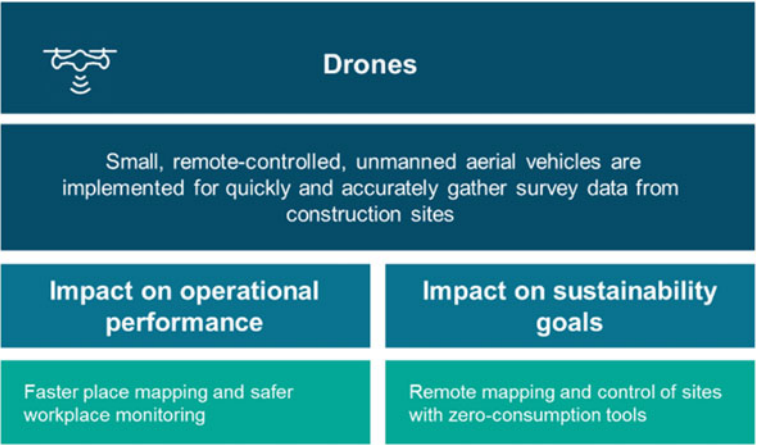 Drones
Small, remote-controlled, unmanned aerial vehicles are
implemented for quickly and accurately gather survey data from
construction sites
Impact on operational
performance
Impact on sustainability
goals
Faster place mapping and safer
workplace monitoring
Remote mapping and control of sites
with zero-consumption tools